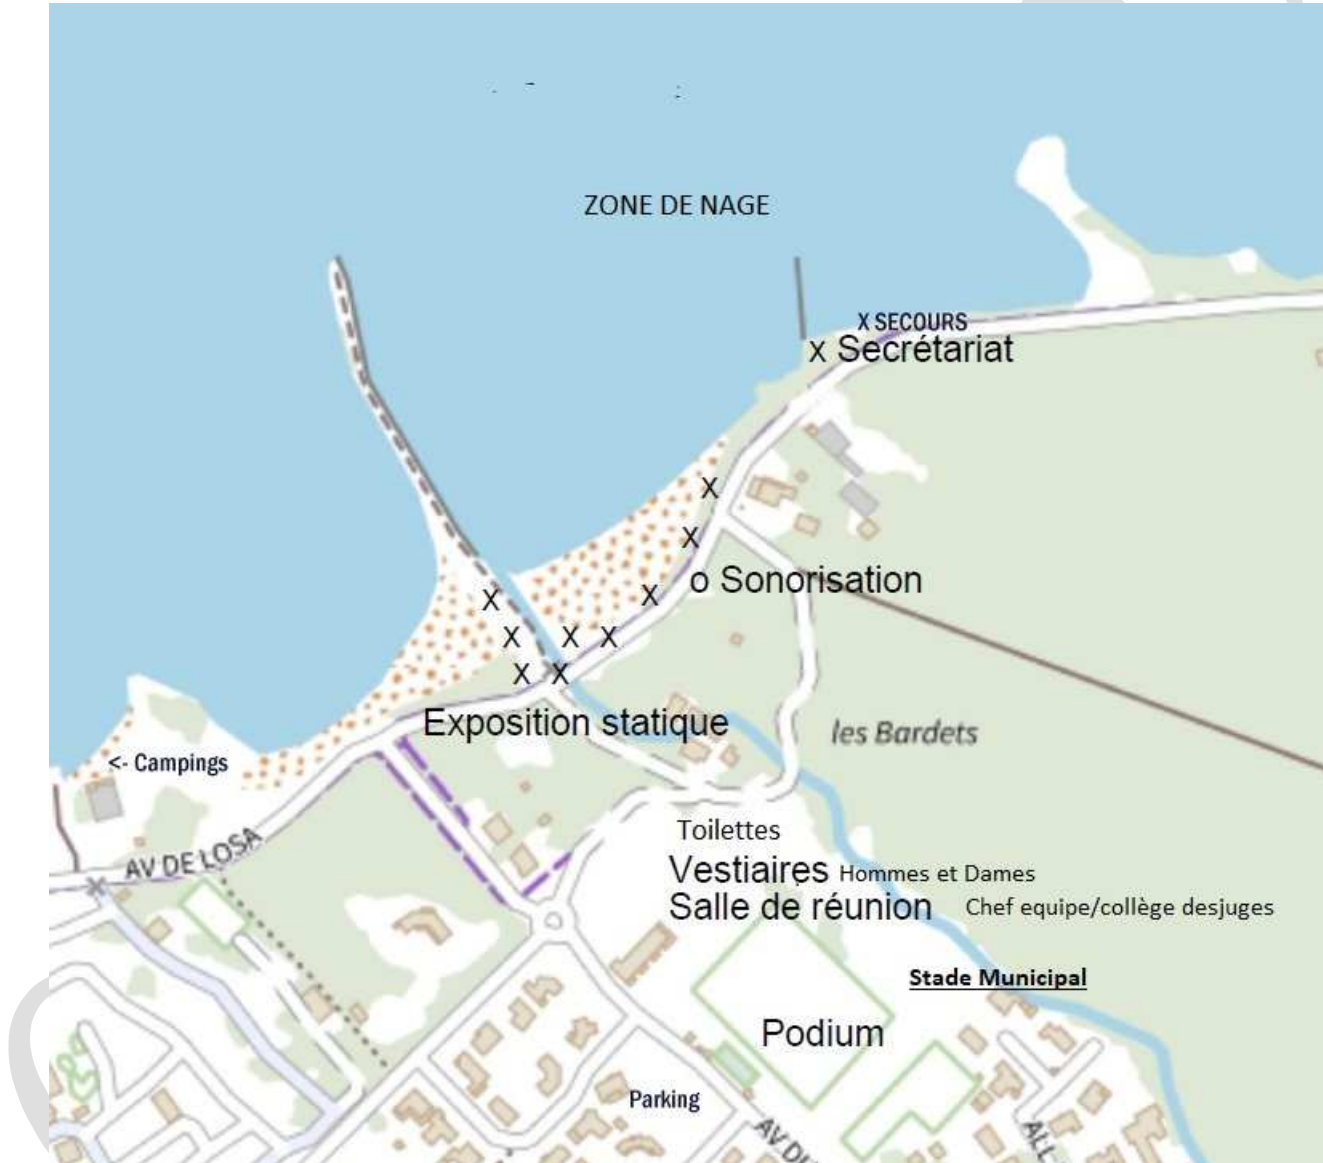 ZONE DE NAGE
X SECOURS
X Secrétariat
X
X
o Sonorisation
X
X
X
X
X
X
X
X
Exposition statique
les Bardets
<- Campings
AV DE LOSA
Toilettes
Vestiaires Hommes et Dames
Salle de réunion Chef equipe/collège desjuges
Stade Municipal
Podium
Parking